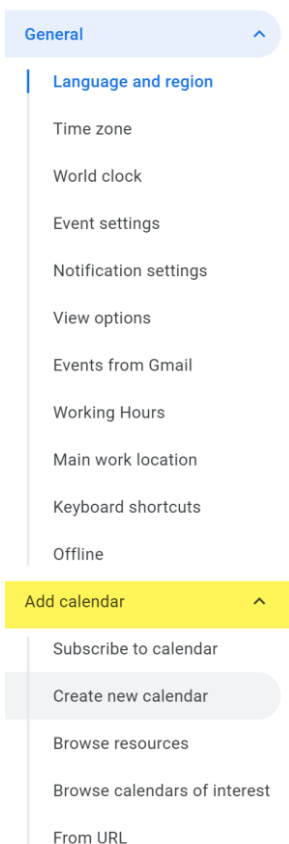 General
Language and region
Time zone
World clock
Event settings
Notification settings
View options
Events from Gmail
Working Hours
Main work location
Keyboard shortcuts
Offline
Add calendar
Subscribe to calendar
Create new calendar
Browse resources
Browse calendars of interest
From URL